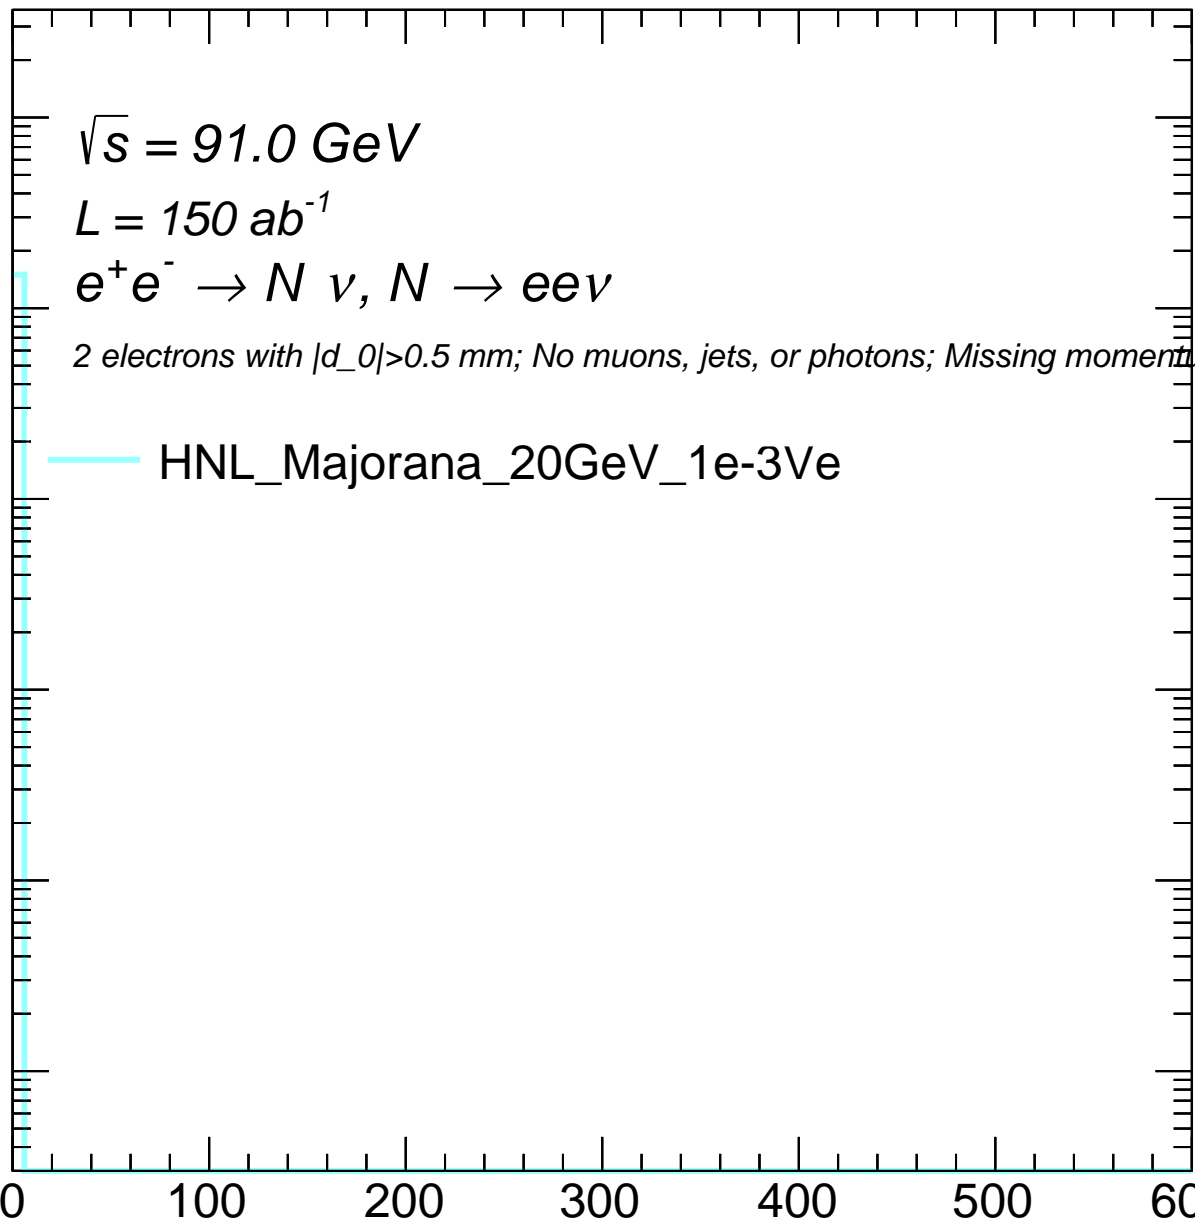 √s = 91.0 GeV
L = 150 ab⁻¹
e⁺e⁻ → N ν, N → eeν
2 electrons with |d_0|>0.5 mm; No muons, jets, or photons; Missing moment
HNL_Majorana_20GeV_1e-3Ve
0 100 200 300 400 500 60